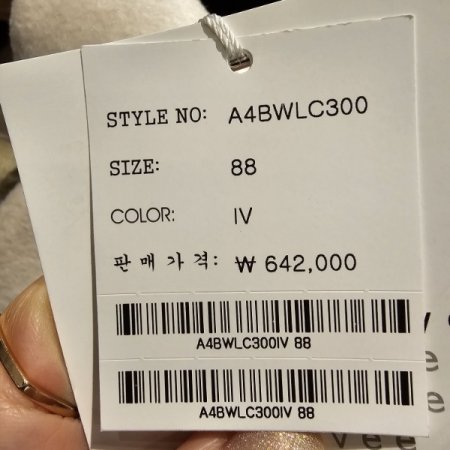 STYLE NO: A4BWLC300
SIZE: 88
COLOR: IV
판매가격: ₩ 642,000
A4BWLC300IV 88
A4BWLC300IV 88